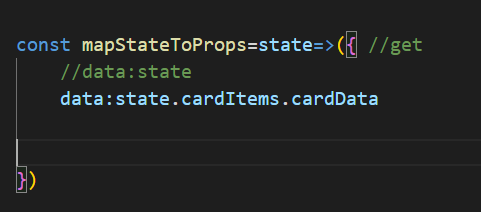 const mapStateToProps=state=>({ //get
//data:state
data:state.cardItems.cardData
})